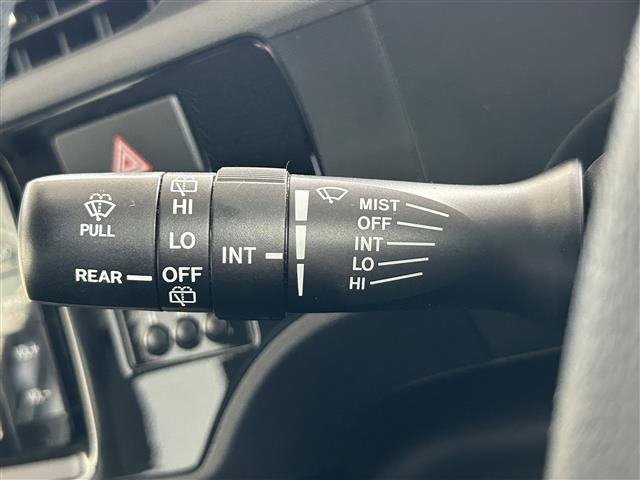 PULL
REAR
HI
LO
OFF
INT
MIST
OFF
INT
LO
HI